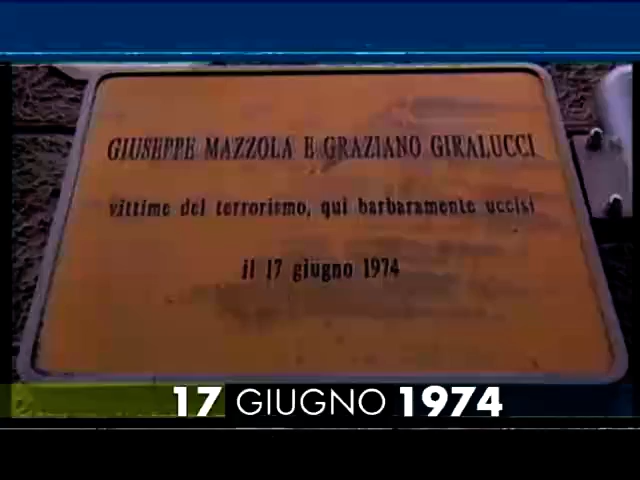 GIUSEPPE MAZZOLA E GRAZIANO GIRALUCCI
vittime del terrorismo, qui barbaramente uccisi
il 17 giugno 1974
17 GIUGNO 1974